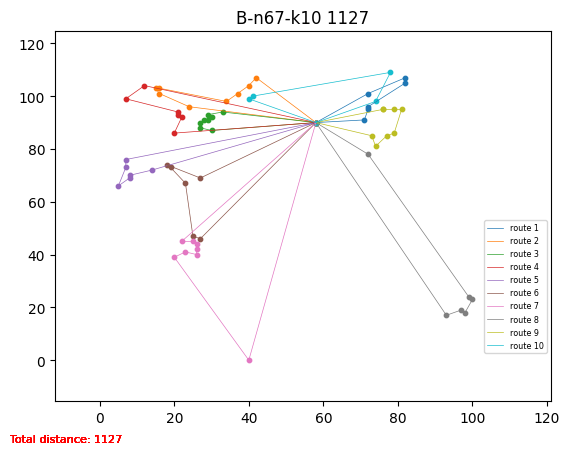 B-n67-k10 1127
120
100
80
60
40
20
0
0 20 40 60 80 100 120
route 1
route 2
route 3
route 4
route 5
route 6
route 7
route 8
route 9
route 10
Total distance: 1127